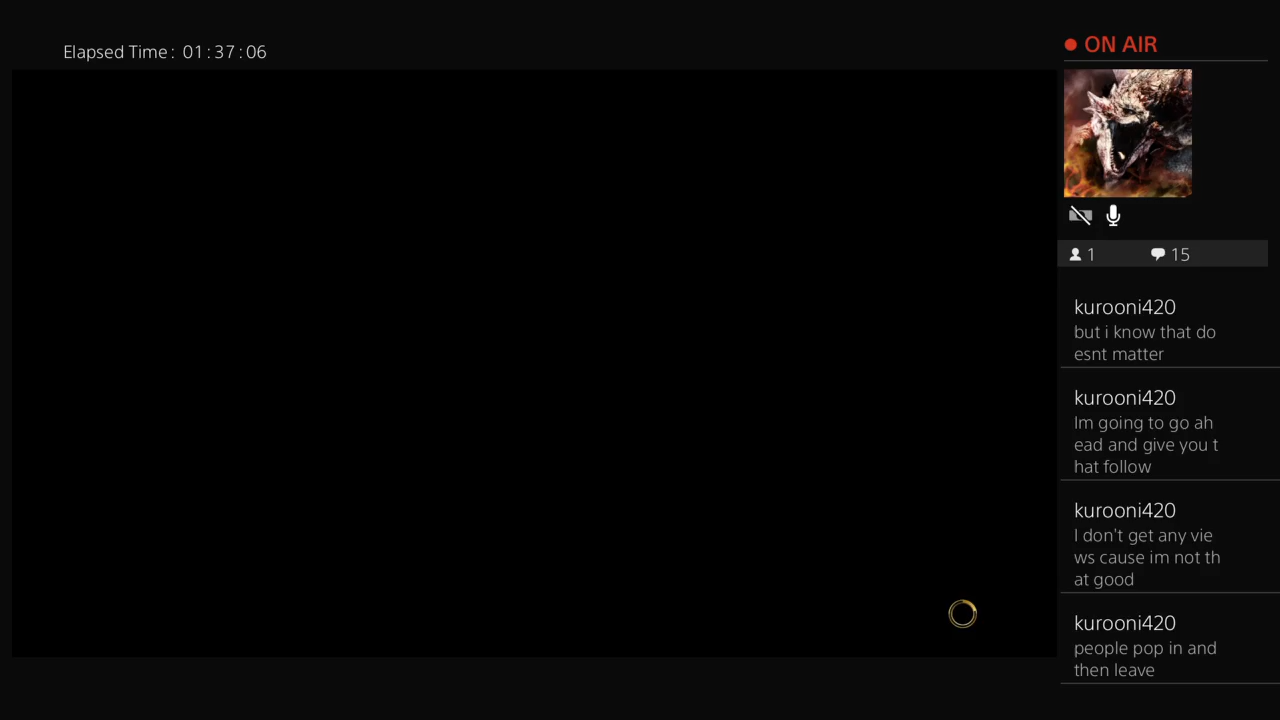 Elapsed Time: 01:37:06
ON AIR
1 15
kurooni420
but i know that do
esnt matter
kurooni420
Im going to go ah
ead and give you t
hat follow
kurooni420
I don't get any vie
ws cause im not th
at good
kurooni420
people pop in and
then leave